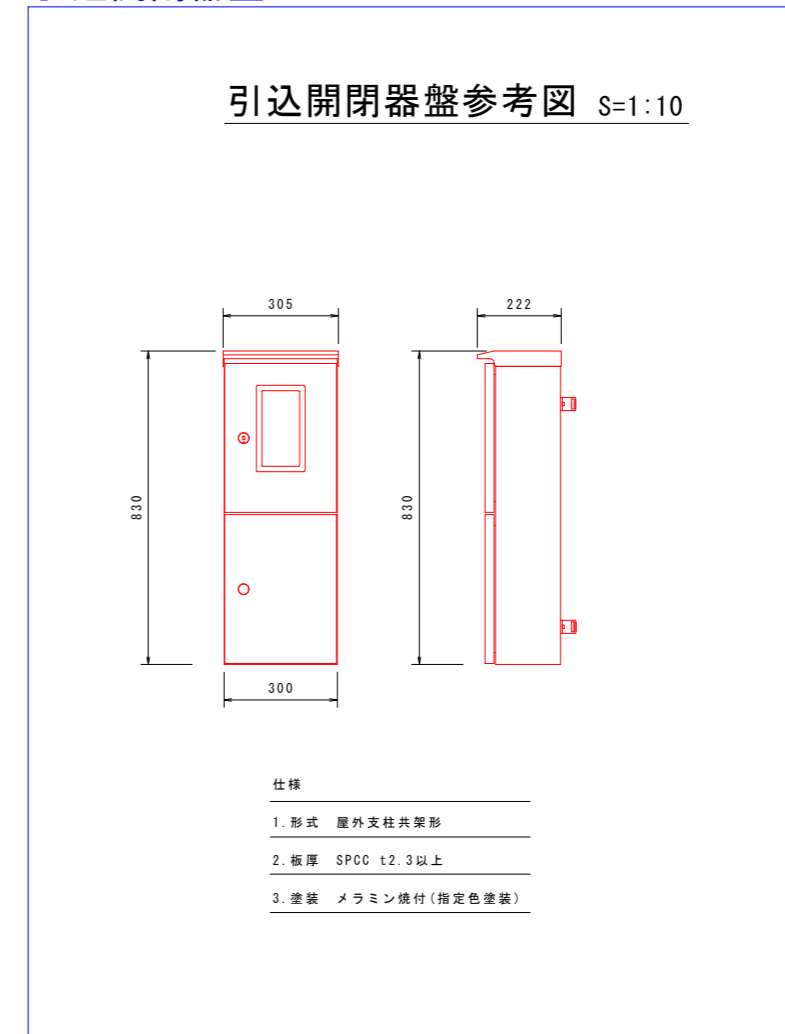 引込開閉器盤参考図 S=1:10
305
222
830
830
300
仕様
1.形式 屋外支柱共架形
2.板厚 SPCC t2.3以上
3.塗装 メラミン焼付(指定色塗装)